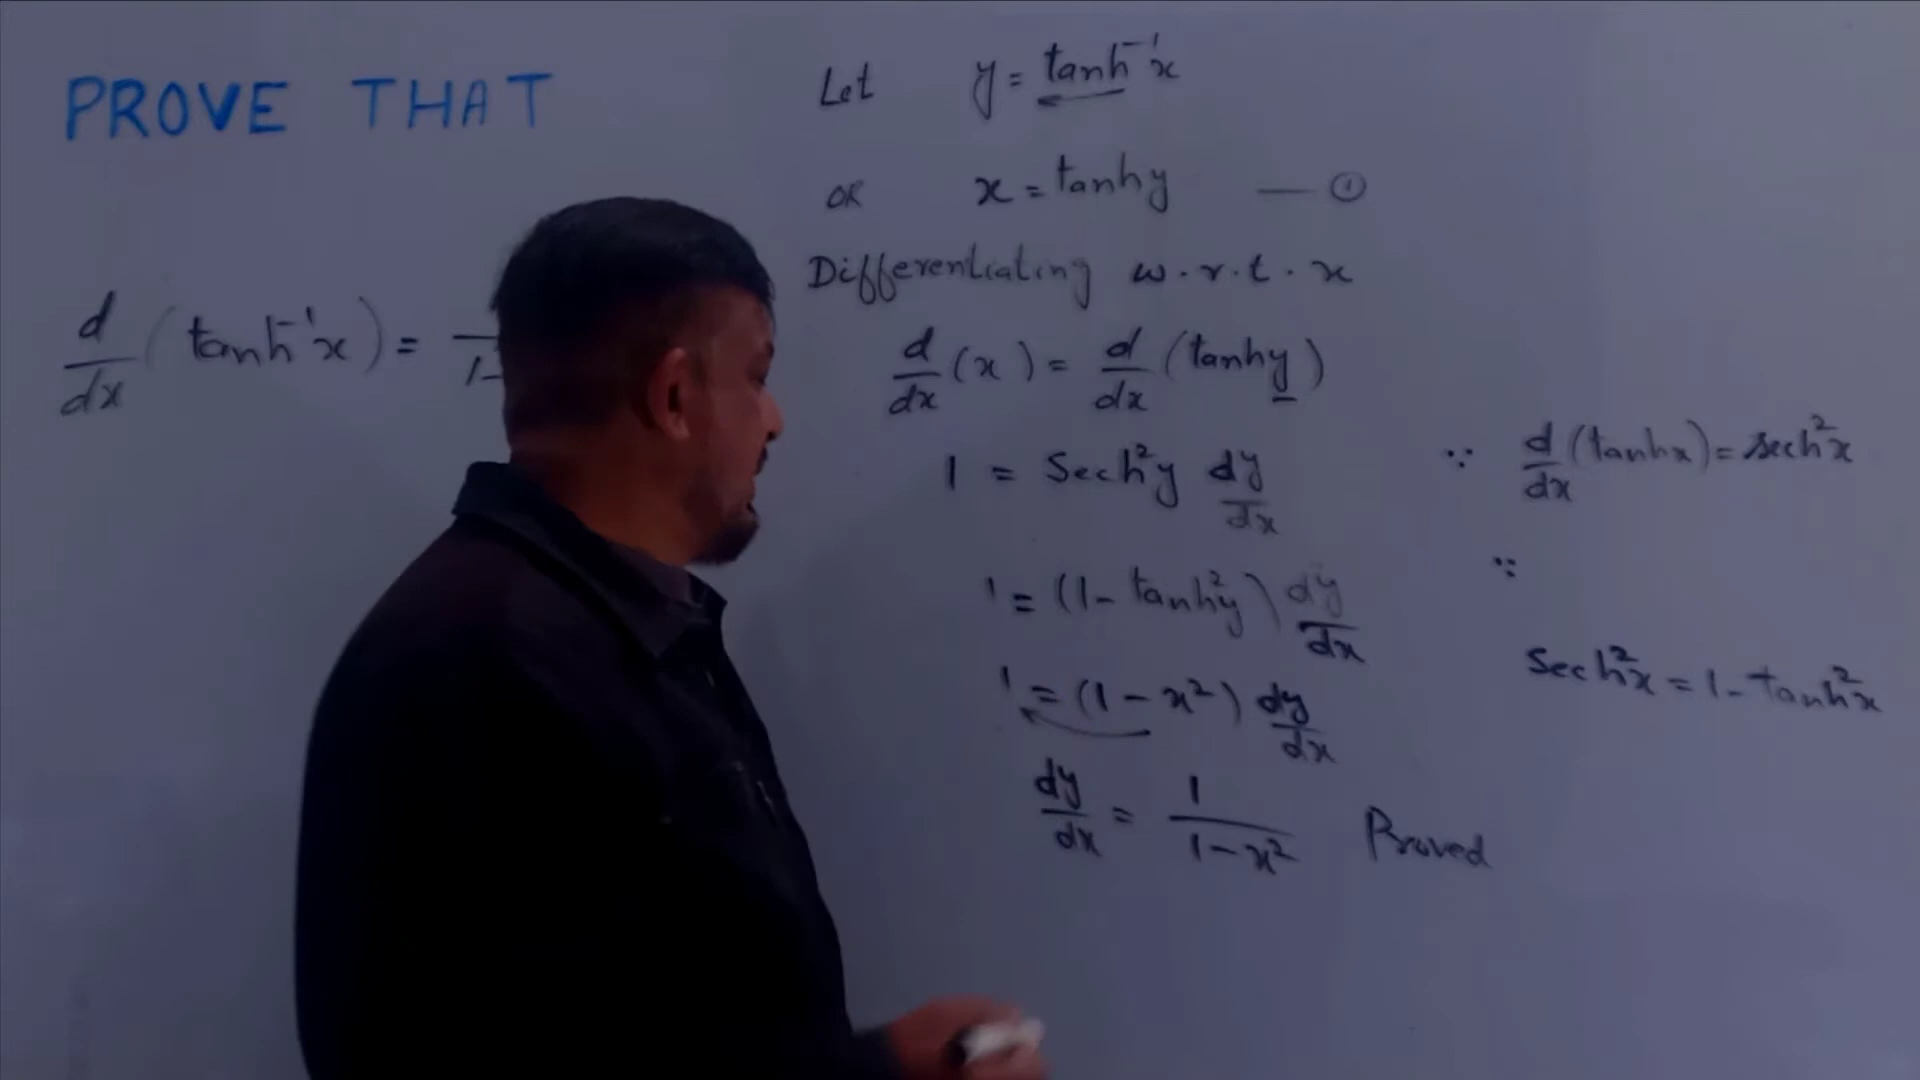 PROVE THAT
d/dx (tanh⁻¹x) = 1-
Let y = tanh⁻¹x
OR x = tanhy — ①
Differentiating w.r.t. x
d/dx (x) = d/dx (tanhy)
1 = Sech²y dy/dx ∵ d/dx (tanhx) = sech²x
1 = (1 - tanh²y) dy/dx ∵
sech²x = 1 - tanh²x
1 = (1 - x²) dy/dx
dy/dx = 1/1-x² Proved